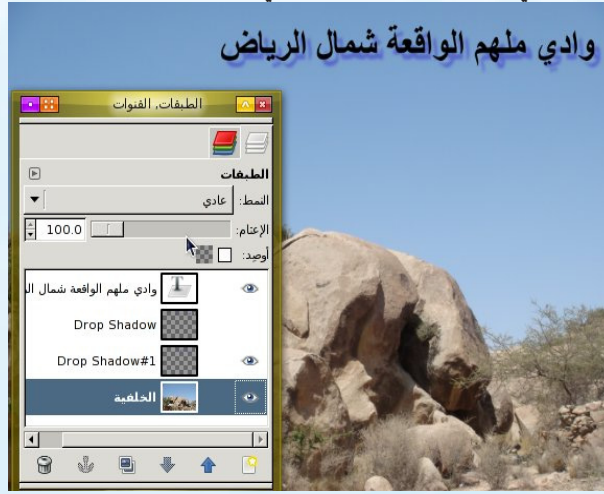 وادي ملهم الواقعة شمال الرياض
الطبقات, القنوات
الطبقات
النمط: عادي
الإعتام: 100.0
أوصِد:
وادي ملهم الواقعة شمال ال
Drop Shadow
Drop Shadow#1
الخلفية